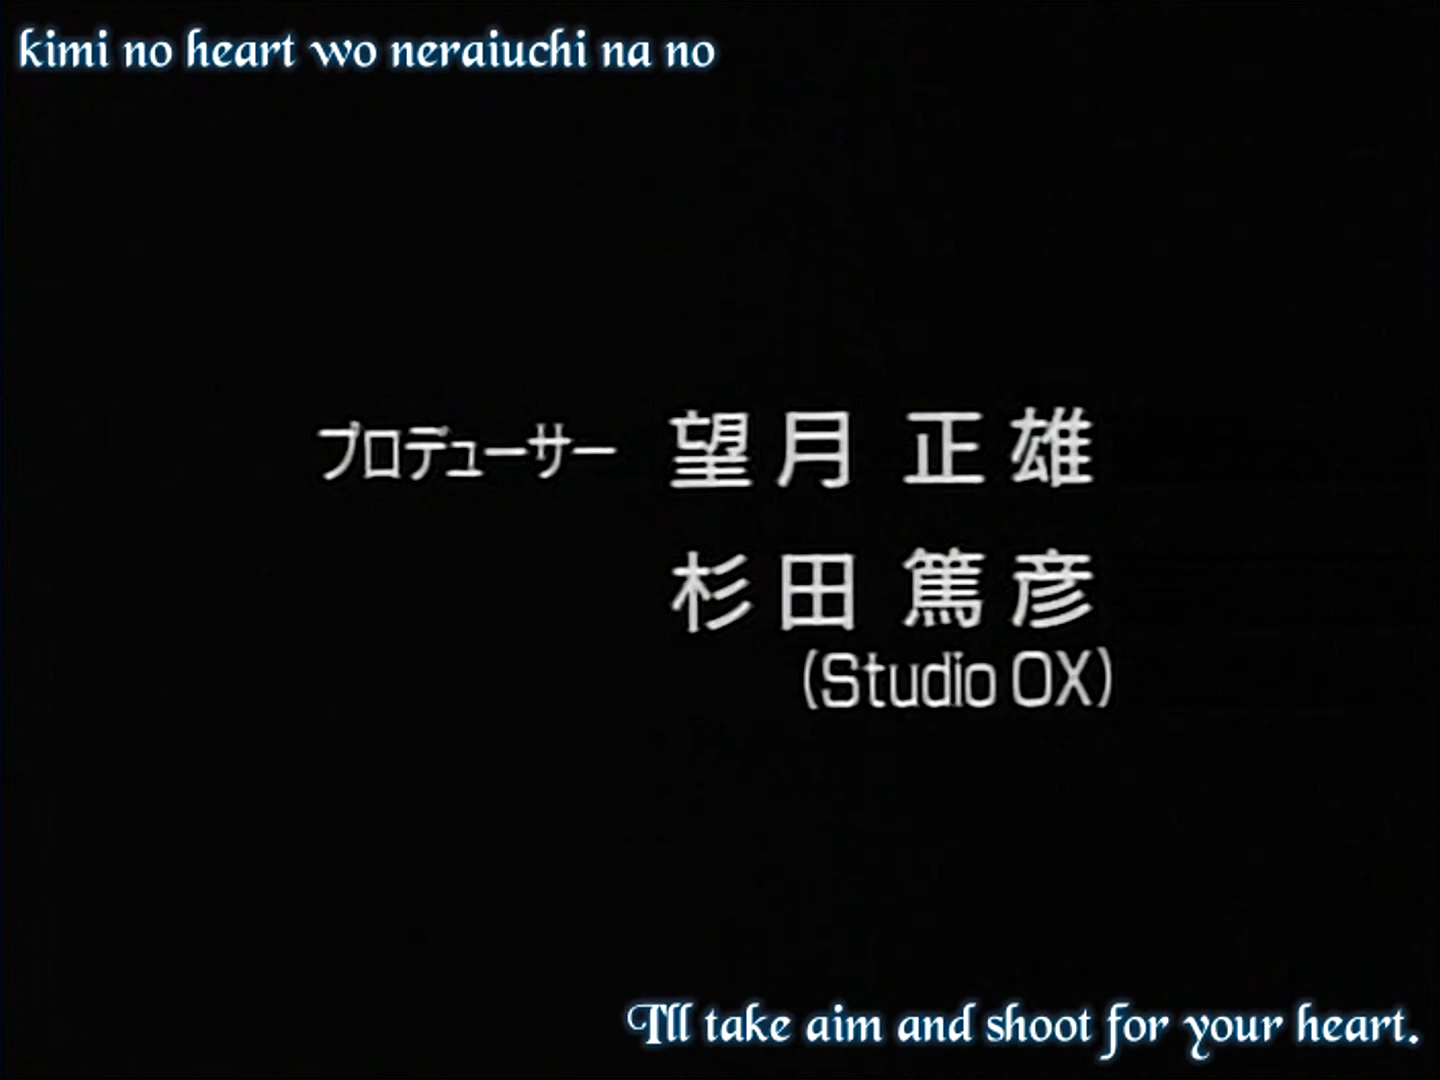 kimi no heart wo neraiuchi na no
プロデューサー 望月 正雄
杉田 篤彦
(Studio OX)
I'll take aim and shoot for your heart.